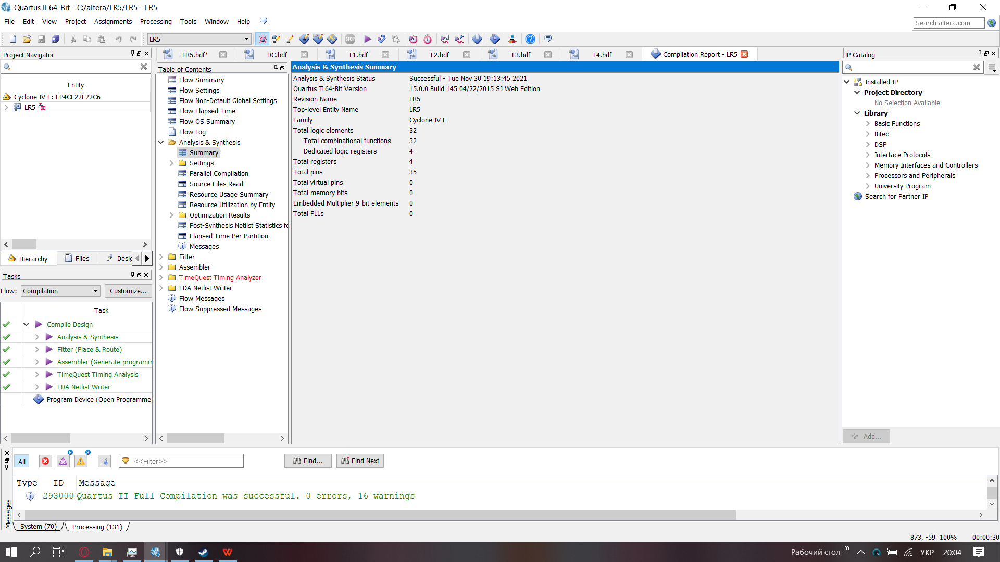 Quartus II 64-Bit - C:/altera/LR5/LR5 - LR5
File Edit View Project Assignments Processing Tools Window Help
Search altera.com
LR5
Project Navigator
LR5.bdf* DC.bdf T1.bdf T2.bdf T3.bdf T4.bdf Compilation Report - LR5
IP Catalog
Entity
Cyclone IV E: EP4CE22E22C6
LR5
Hierarchy Files
Tasks
Flow: Compilation Customize...
Task
Compile Design
Analysis & Synthesis
Fitter (Place & Route)
Assembler (Generate programm
TimeQuest Timing Analysis
EDA Netlist Writer
Program Device (Open Programmer
Table of Contents
Flow Summary
Flow Settings
Flow Non-Default Global Settings
Flow Elapsed Time
Flow OS Summary
Flow Log
Analysis & Synthesis
Summary
Settings
Parallel Compilation
Source Files Read
Resource Usage Summary
Resource Utilization by Entity
Optimization Results
Post-Synthesis Netlist Statistics fo
Elapsed Time Per Partition
Messages
Fitter
Assembler
TimeQuest Timing Analyzer
EDA Netlist Writer
Flow Messages
Flow Suppressed Messages
Analysis & Synthesis Summary
Analysis & Synthesis Status Successful - Tue Nov 30 19:13:45 2021
Quartus II 64-Bit Version 15.0.0 Build 145 04/22/2015 SJ Web Edition
Revision Name LR5
Top-level Entity Name LR5
Family Cyclone IV E
Total logic elements 32
Total combinational functions 32
Dedicated logic registers 4
Total registers 4
Total pins 35
Total virtual pins 0
Total memory bits 0
Embedded Multiplier 9-bit elements 0
Total PLLs 0
Installed IP
Project Directory
No Selection Available
Library
Basic Functions
Bitec
DSP
Interface Protocols
Memory Interfaces and Controllers
Processors and Peripherals
University Program
Search for Partner IP
Add...
All 6 8 <<Filter>> Find... Find Next
Type ID Message
293000 Quartus II Full Compilation was successful. 0 errors, 16 warnings
Messages
System (70) Processing (131)
873, -59 100% 00:00:30
Рабочий стол » УКР 20:04